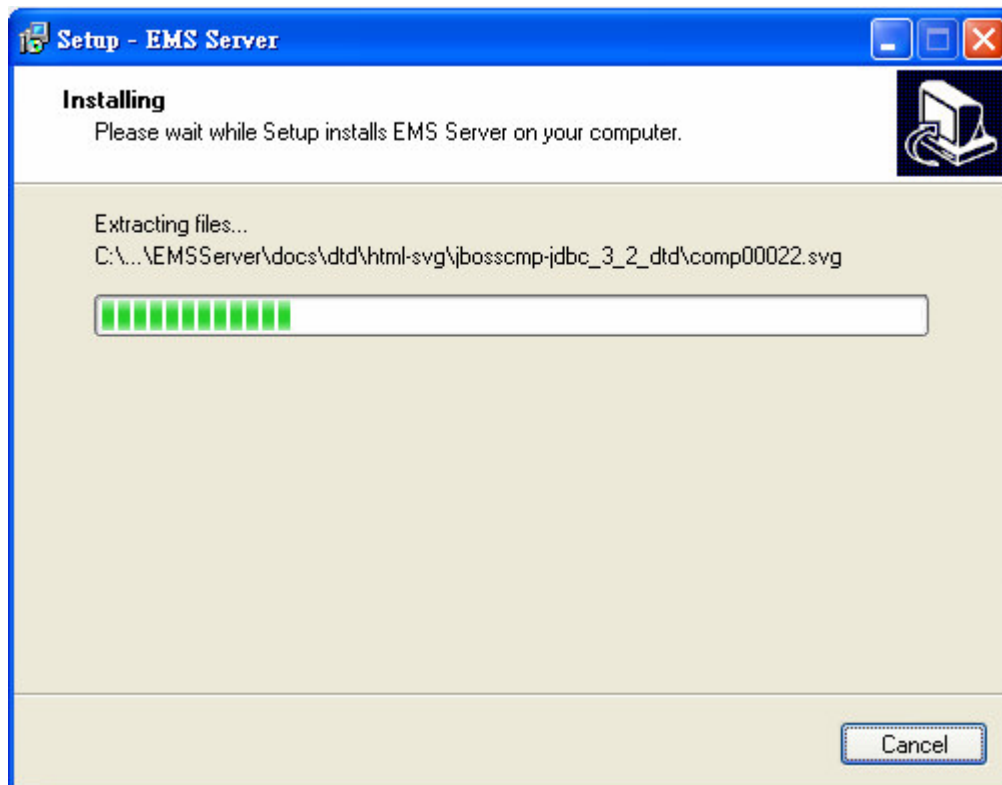 Setup - EMS Server
Installing
Please wait while Setup installs EMS Server on your computer.
Extracting files...
C:\...\EMSServer\docs\dtd\html-svg\jbosscmp-jdbc_3_2_dtd\comp00022.svg
Cancel